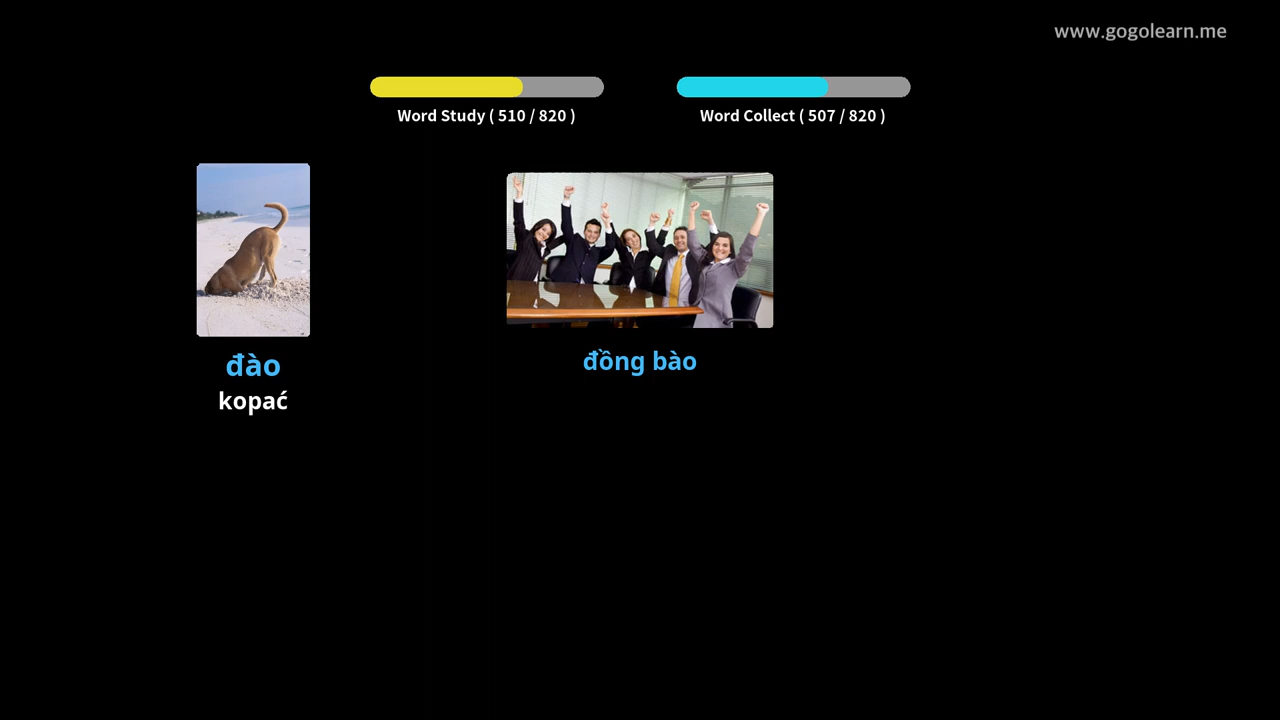 www.gogolearn.me
Word Study ( 510 / 820 )
Word Collect ( 507 / 820 )
đào
kopać
đồng bào